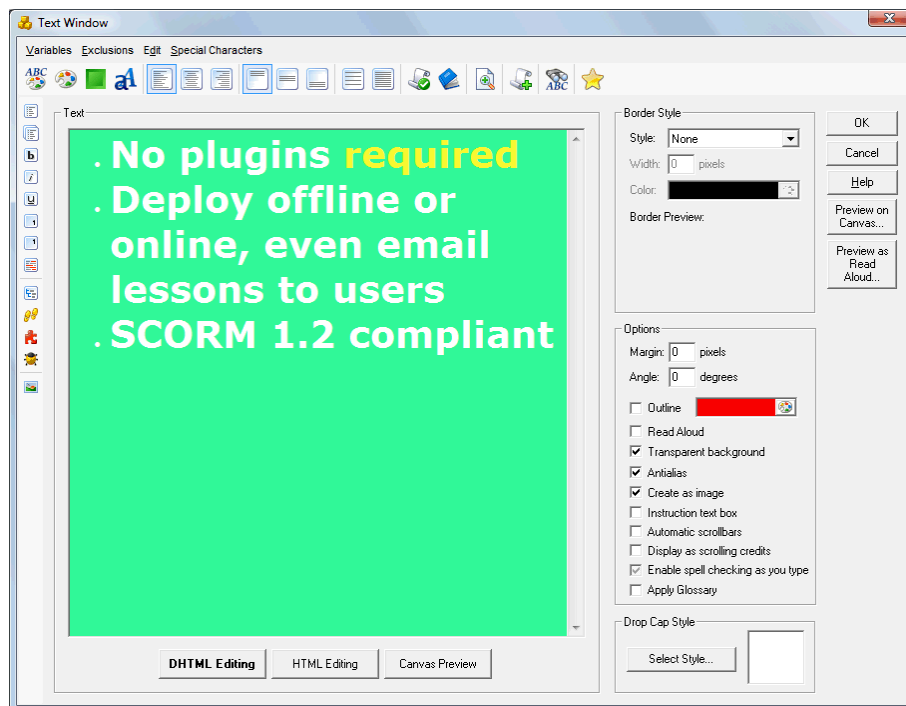 Text Window
X
Variables Exclusions Edit Special Characters
ABC
aA
ABC
b
i
u
1
1
Text
. No plugins required
. Deploy offline or
online, even email
lessons to users
. SCORM 1.2 compliant
DHTML Editing HTML Editing Canvas Preview
Border Style
Style: None
Width: 0 pixels
Color:
Border Preview:
Options
Margin: 0 pixels
Angle: 0 degrees
Outline
Read Aloud
Transparent background
Antialias
Create as image
Instruction text box
Automatic scrollbars
Display as scrolling credits
Enable spell checking as you type
Apply Glossary
Drop Cap Style
Select Style...
OK
Cancel
Help
Preview on
Canvas...
Preview as
Read
Aloud...